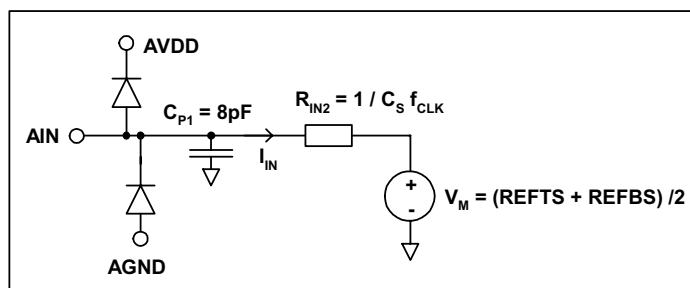 AVDD
C_P1 = 8pF
R_IN2 = 1 / C_S f_CLK
AIN
I_IN
+
-
V_M = (REFTS + REFBS) /2
AGND